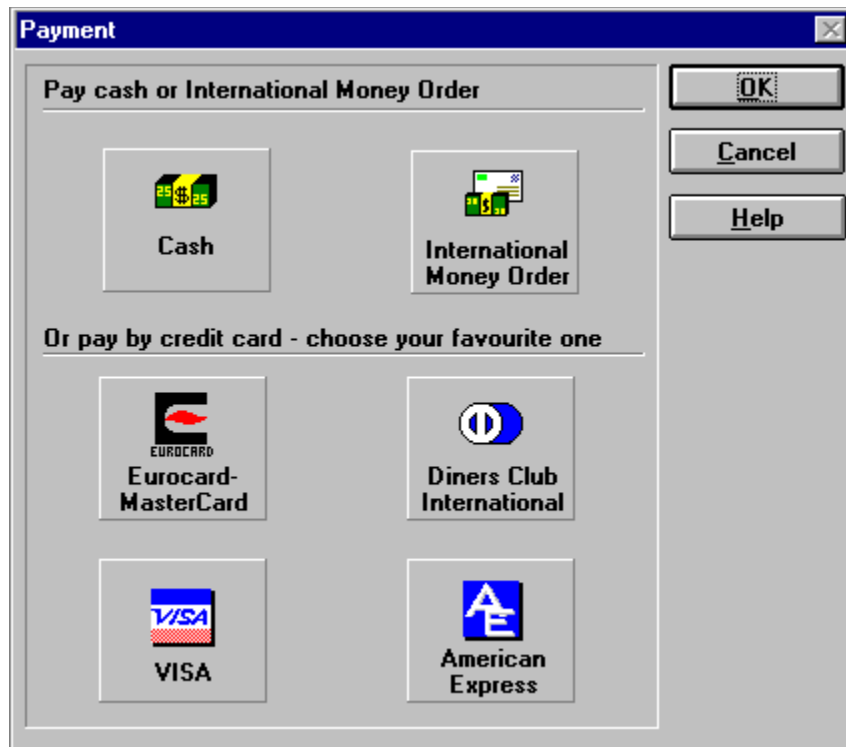 Payment
Pay cash or International Money Order
OK
Cancel
Help
25 $ 25
Cash
$
International
Money Order
Or pay by credit card - choose your favourite one
EUROCARD
Eurocard-
MasterCard
Diners Club
International
VISA
VISA
AE
American
Express